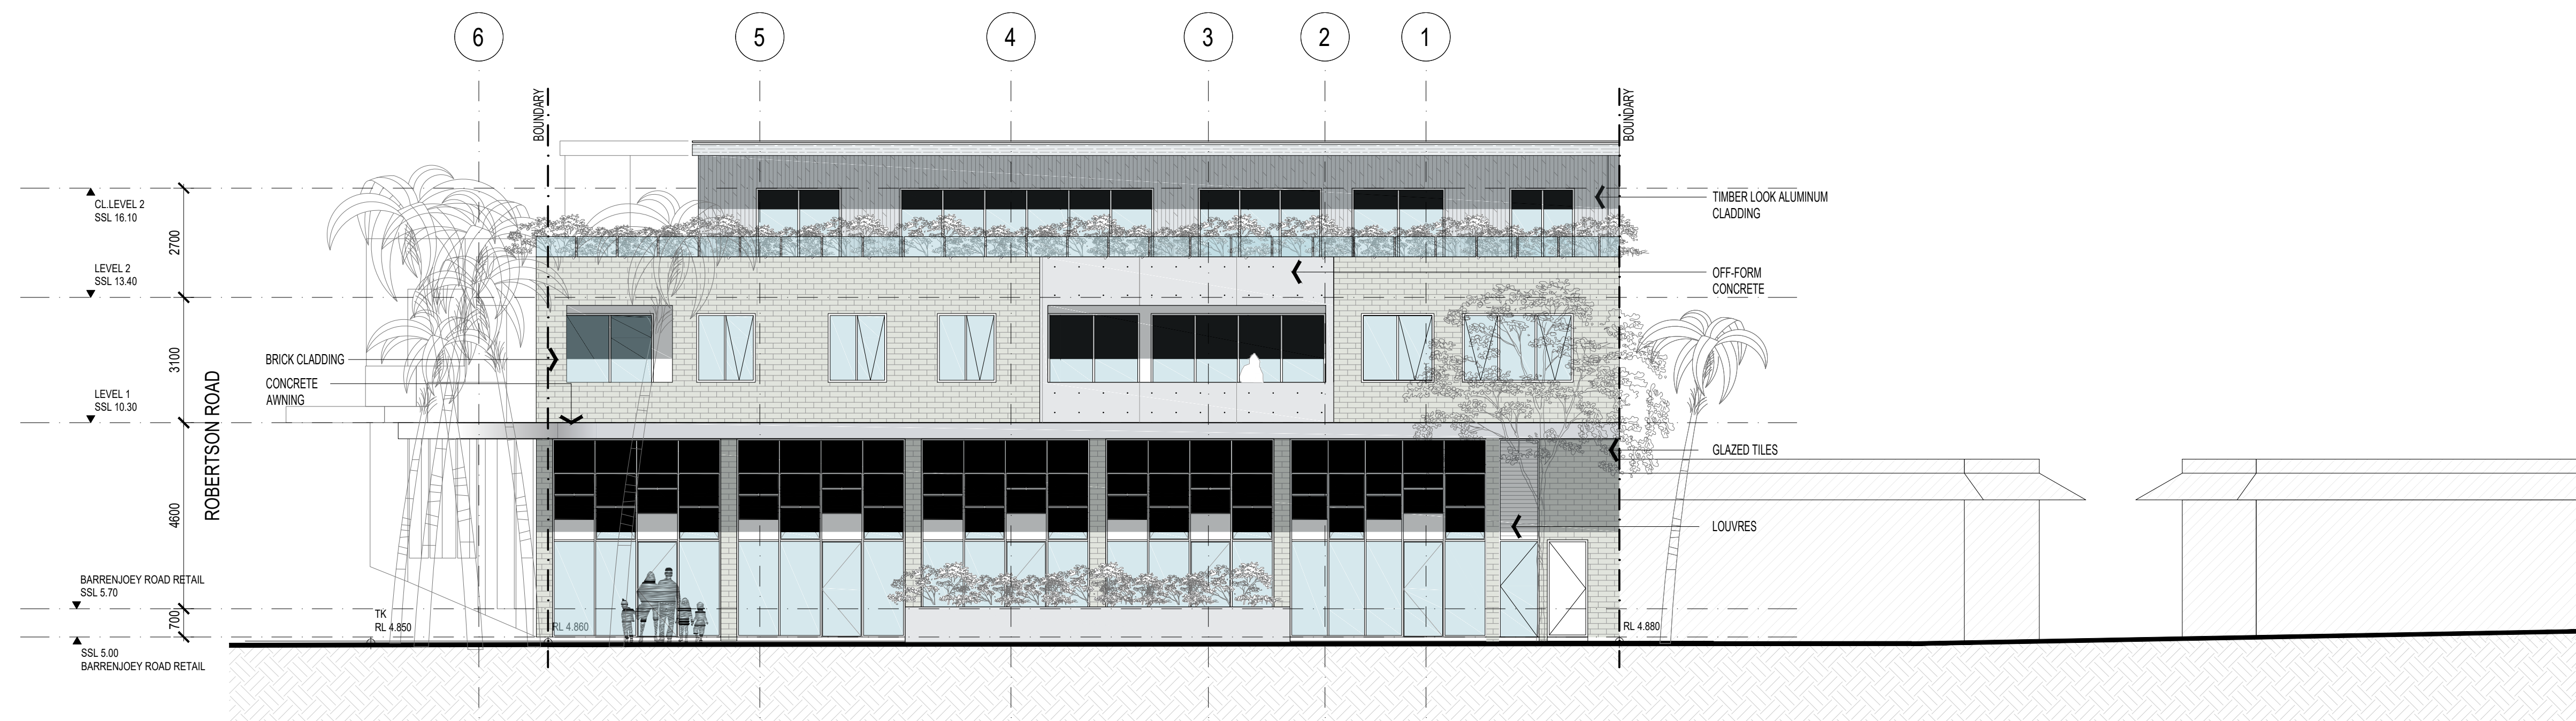 6
5
4
3
2
1
BOUNDARY
BOUNDARY
CL.LEVEL 2
SSL 16.10
2700
LEVEL 2
SSL 13.40
3100
LEVEL 1
SSL 10.30
4600
BARRENJOEY ROAD RETAIL
SSL 5.70
700
SSL 5.00
BARRENJOEY ROAD RETAIL
ROBERTSON ROAD
BRICK CLADDING
CONCRETE
AWNING
TK
RL 4.850
RL 4.860
RL 4.880
TIMBER LOOK ALUMINUM
CLADDING
OFF-FORM
CONCRETE
GLAZED TILES
LOUVRES